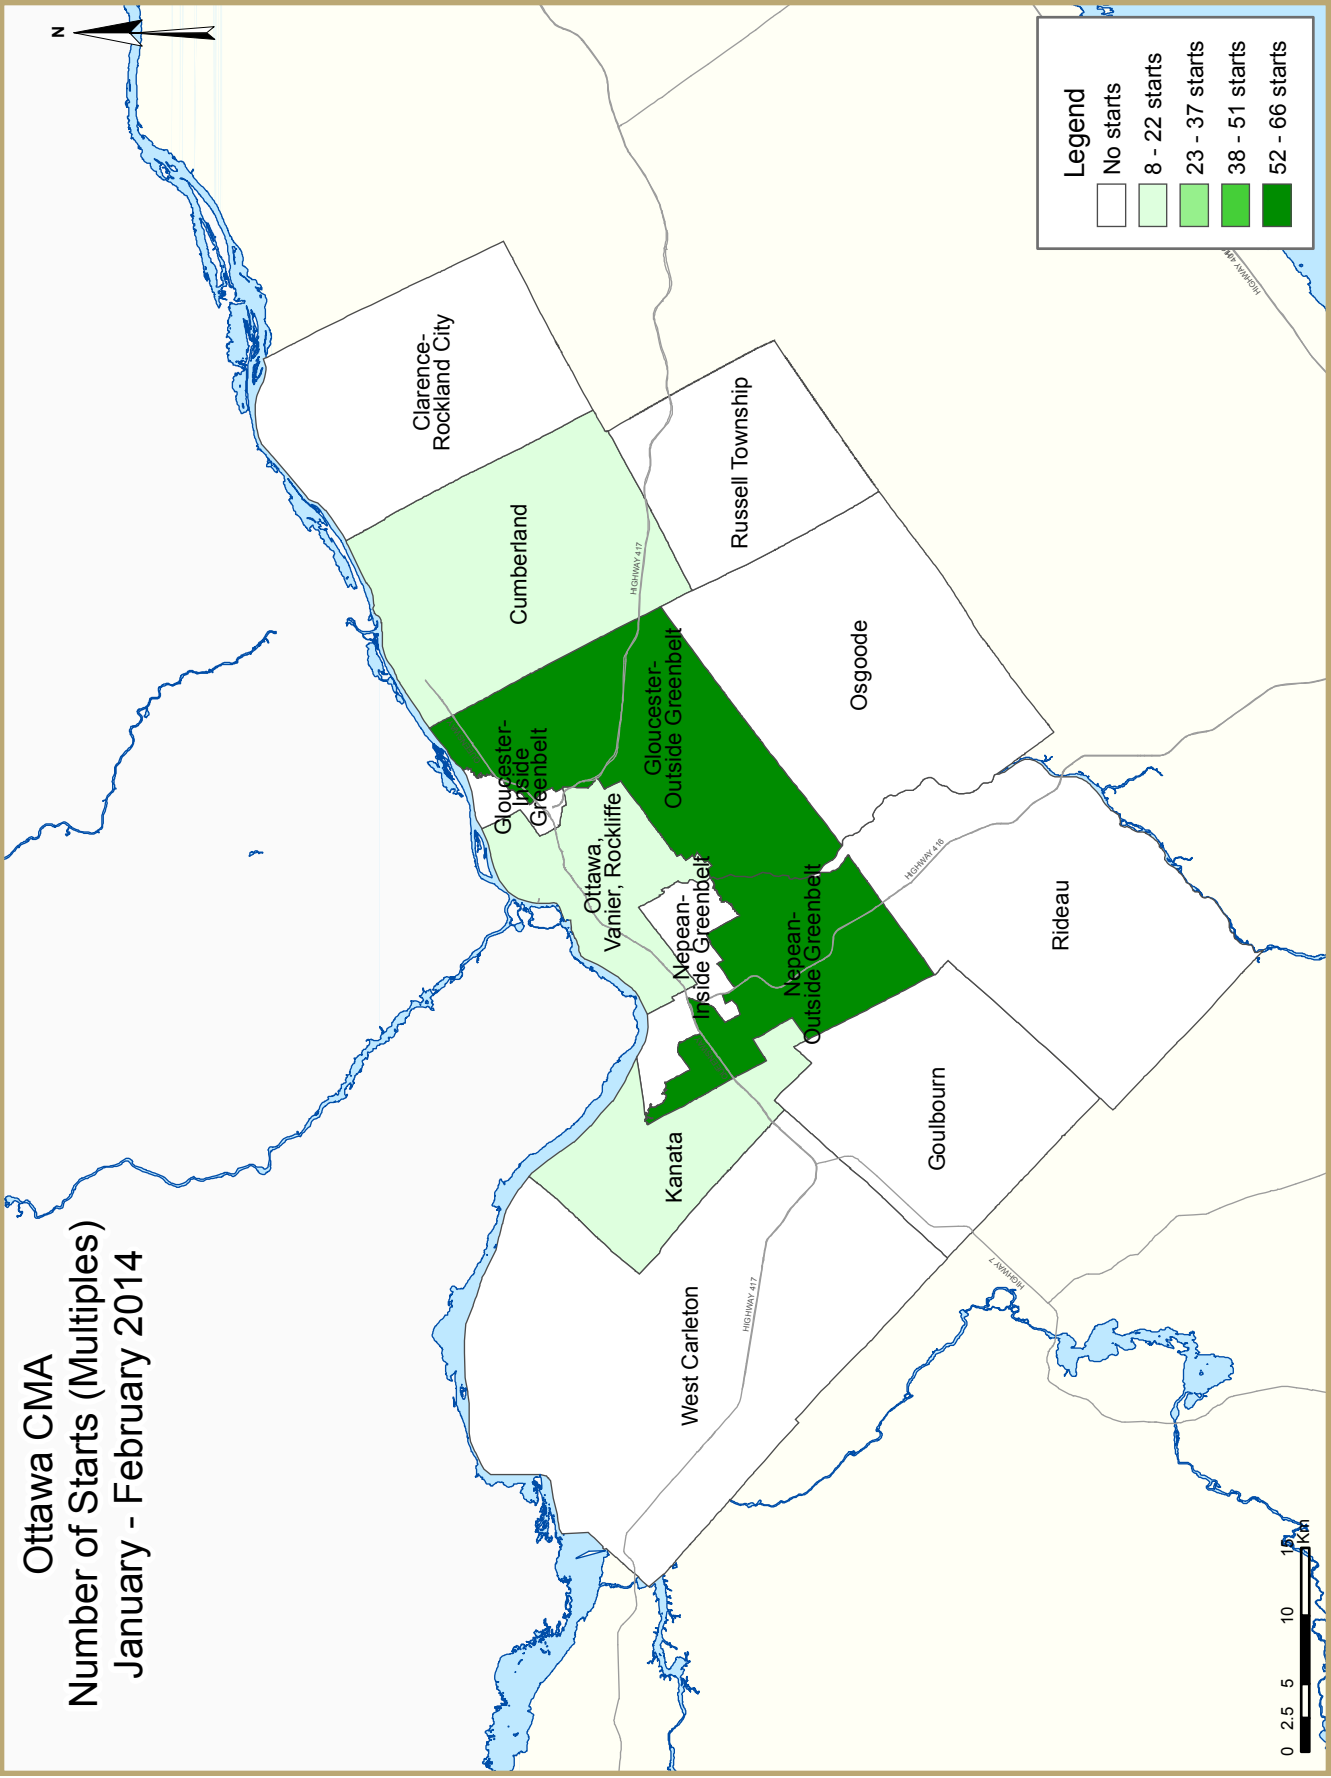 Ottawa CMA
Number of Starts (Multiples)
January - February 2014
N
Clarence-
Rockland City
Cumberland
Russell Township
HIGHWAY 417
Gloucester-
Inside
Greenbelt
Gloucester-
Outside Greenbelt
Osgoode
Ottawa,
Vanier, Rockliffe
Nepean-
Inside Greenbelt
Nepean-
Outside Greenbelt
HIGHWAY 416
Rideau
Kanata
Goulbourn
West Carleton
HIGHWAY 417
HIGHWAY 7
Legend
No starts
8 - 22 starts
23 - 37 starts
38 - 51 starts
52 - 66 starts
0 2.5 5 10 15
Km